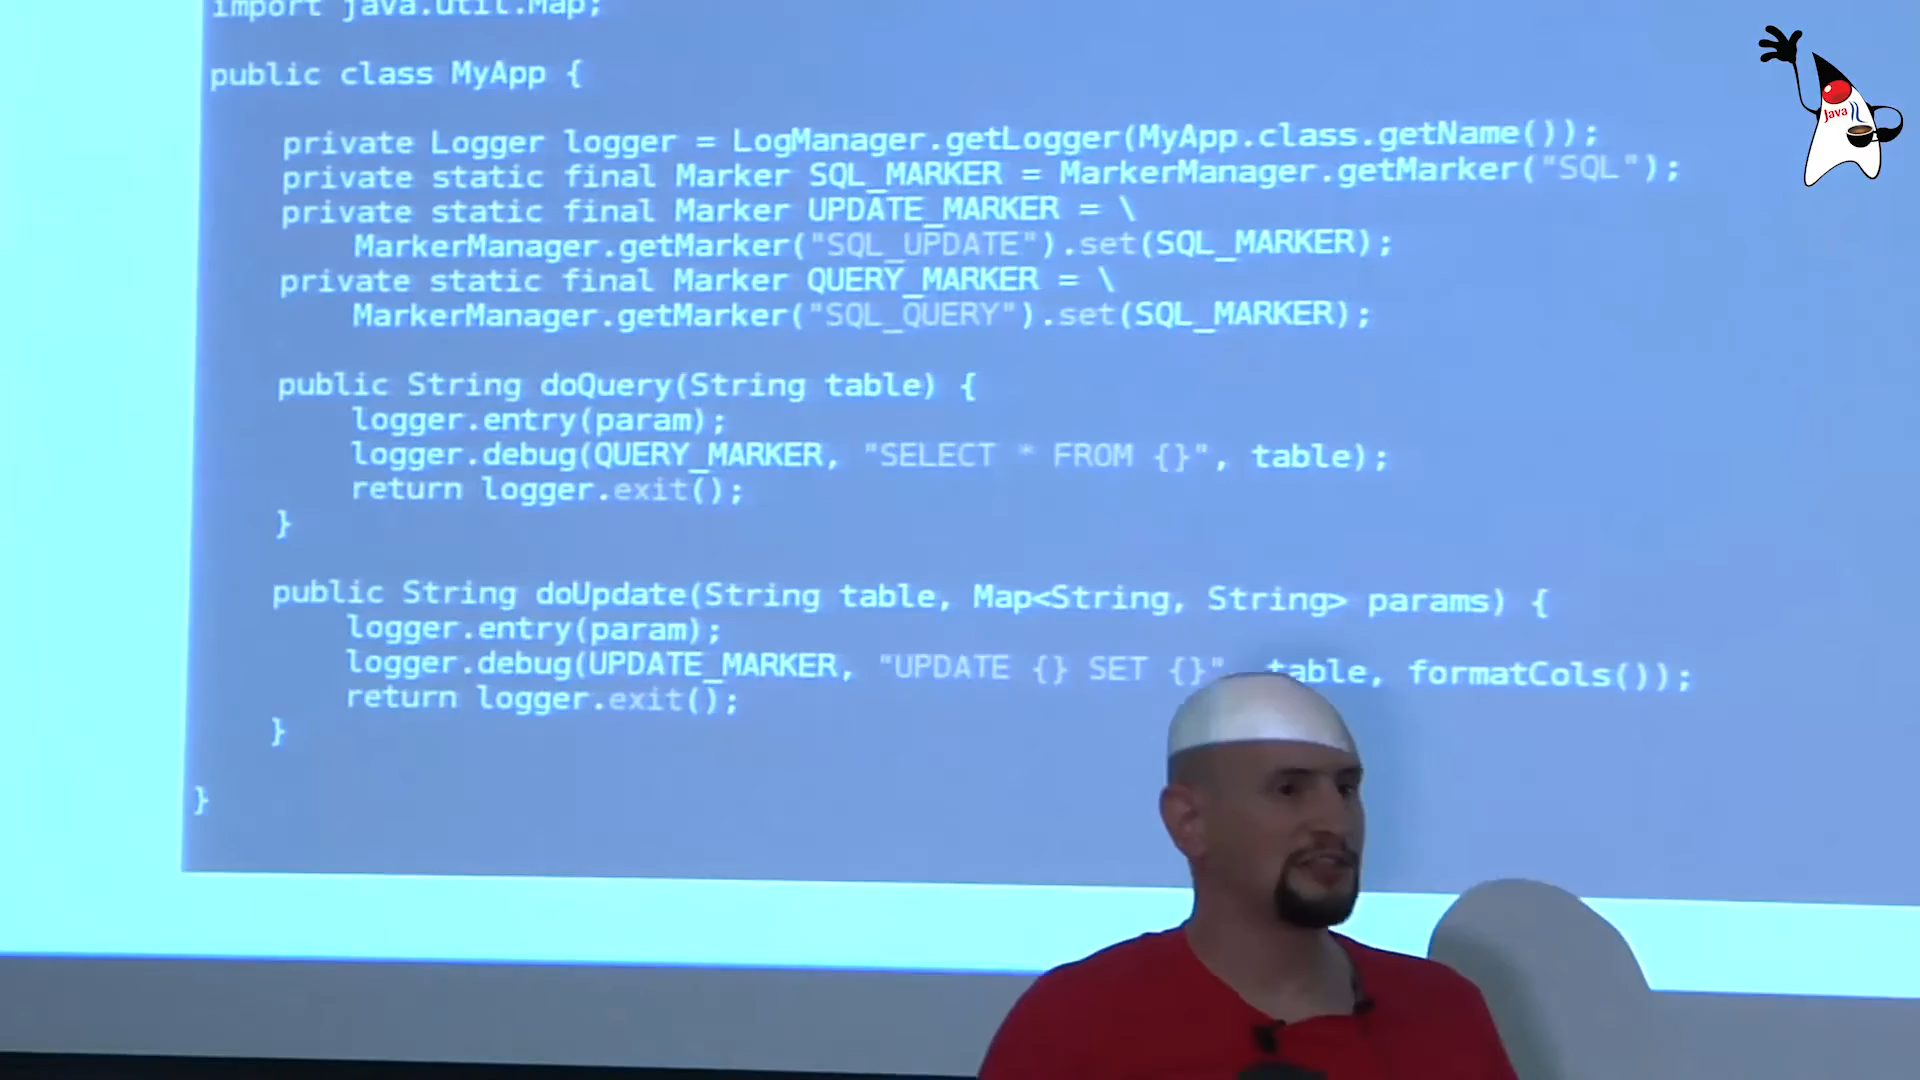 import java.util.Map;
public class MyApp {
private Logger logger = LogManager.getLogger(MyApp.class.getName());
private static final Marker SQL_MARKER = MarkerManager.getMarker("SQL");
private static final Marker UPDATE_MARKER = \
MarkerManager.getMarker("SQL_UPDATE").set(SQL_MARKER);
private static final Marker QUERY_MARKER = \
MarkerManager.getMarker("SQL_QUERY").set(SQL_MARKER);
public String doQuery(String table) {
logger.entry(param);
logger.debug(QUERY_MARKER, "SELECT * FROM {}", table);
return logger.exit();
}
public String doUpdate(String table, Map<String, String> params) {
logger.entry(param);
logger.debug(UPDATE_MARKER, "UPDATE {} SET {}", table, formatCols());
return logger.exit();
}
}
Java